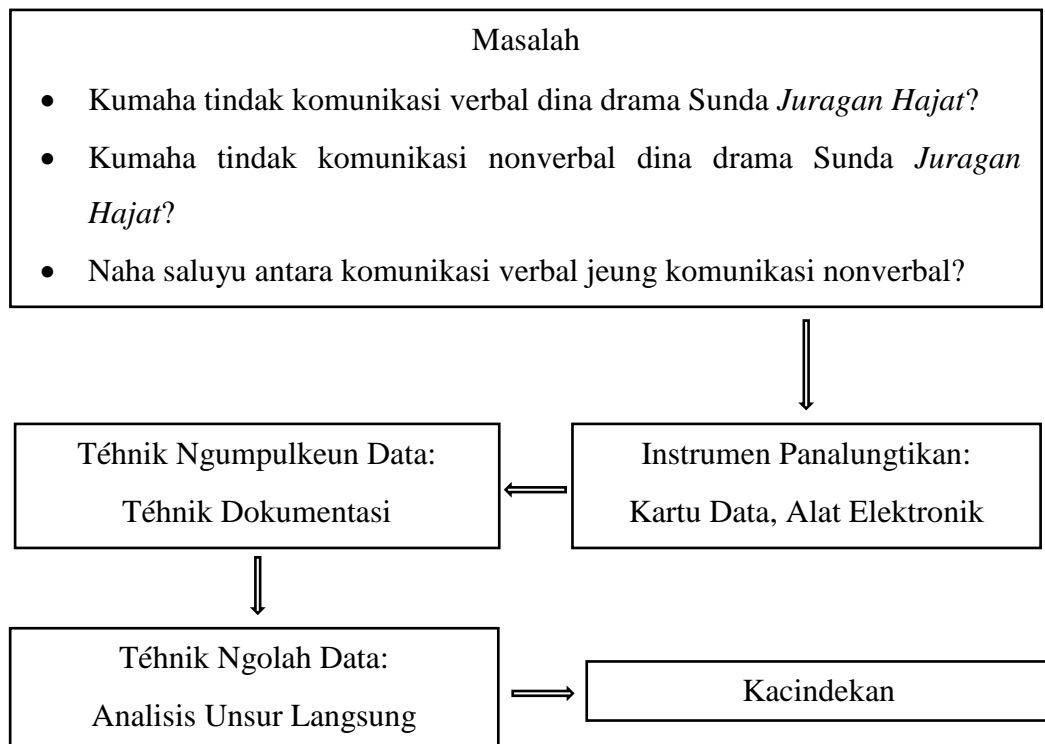 Masalah
• Kumaha tindak komunikasi verbal dina drama Sunda Juragan Hajat?
• Kumaha tindak komunikasi nonverbal dina drama Sunda Juragan
Hajat?
• Naha saluyu antara komunikasi verbal jeung komunikasi nonverbal?
Téhnik Ngumpulkeun Data:
Téhnik Dokumentasi
Instrumen Panalungtikan:
Kartu Data, Alat Elektronik
Téhnik Ngolah Data:
Analisis Unsur Langsung
Kacindekan